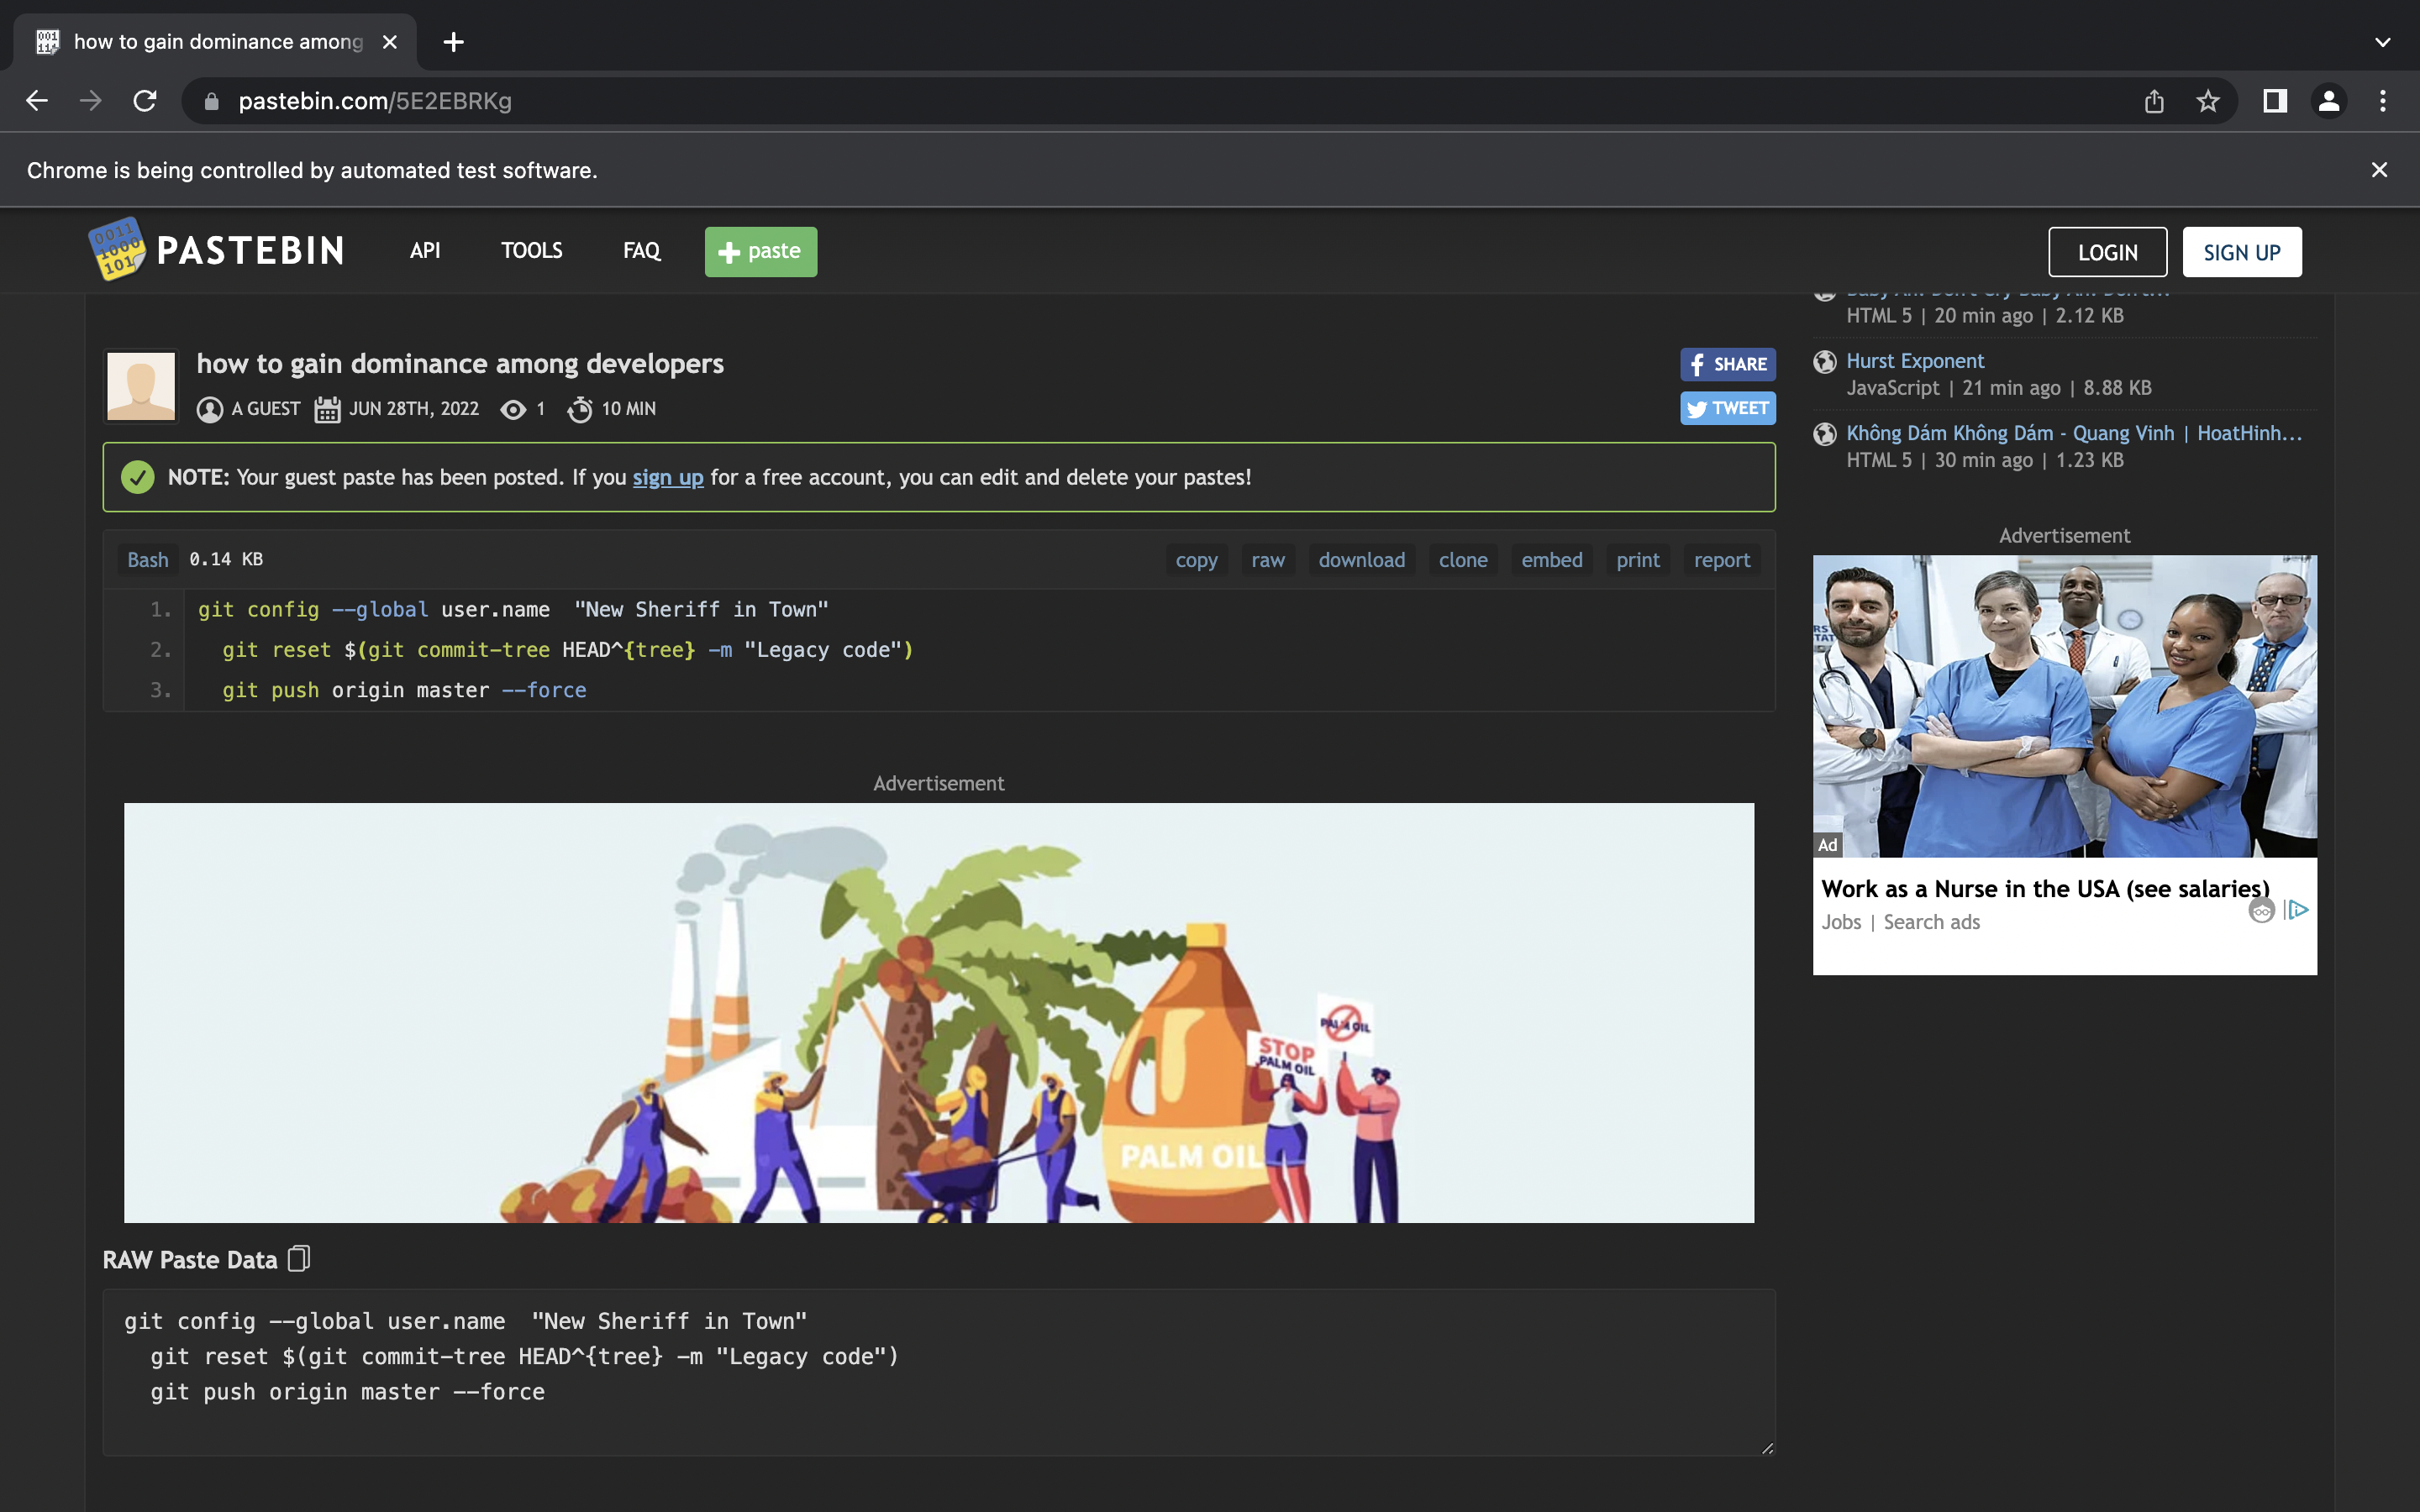 how to gain dominance among
pastebin.com/5E2EBRKg
Chrome is being controlled by automated test software.
PASTEBIN
API
TOOLS
FAQ
paste
LOGIN
SIGN UP
HTML 5 | 20 min ago | 2.12 KB
how to gain dominance among developers
A GUEST
JUN 28TH, 2022
1
10 MIN
SHARE
TWEET
Hurst Exponent
JavaScript | 21 min ago | 8.88 KB
Không Dám Không Dám - Quang Vinh | HoatHinh...
HTML 5 | 30 min ago | 1.23 KB
NOTE: Your guest paste has been posted. If you sign up for a free account, you can edit and delete your pastes!
Bash 0.14 KB
copy raw download clone embed print report
1. git config --global user.name  "New Sheriff in Town"
2.   git reset $(git commit-tree HEAD^{tree} -m "Legacy code")
3.   git push origin master --force
Advertisement
Ad
Work as a Nurse in the USA (see salaries)
Jobs | Search ads
Advertisement
STOP
PALM OIL
PALM OIL
PALM OIL
RAW Paste Data
git config --global user.name  "New Sheriff in Town"
  git reset $(git commit-tree HEAD^{tree} -m "Legacy code")
  git push origin master --force